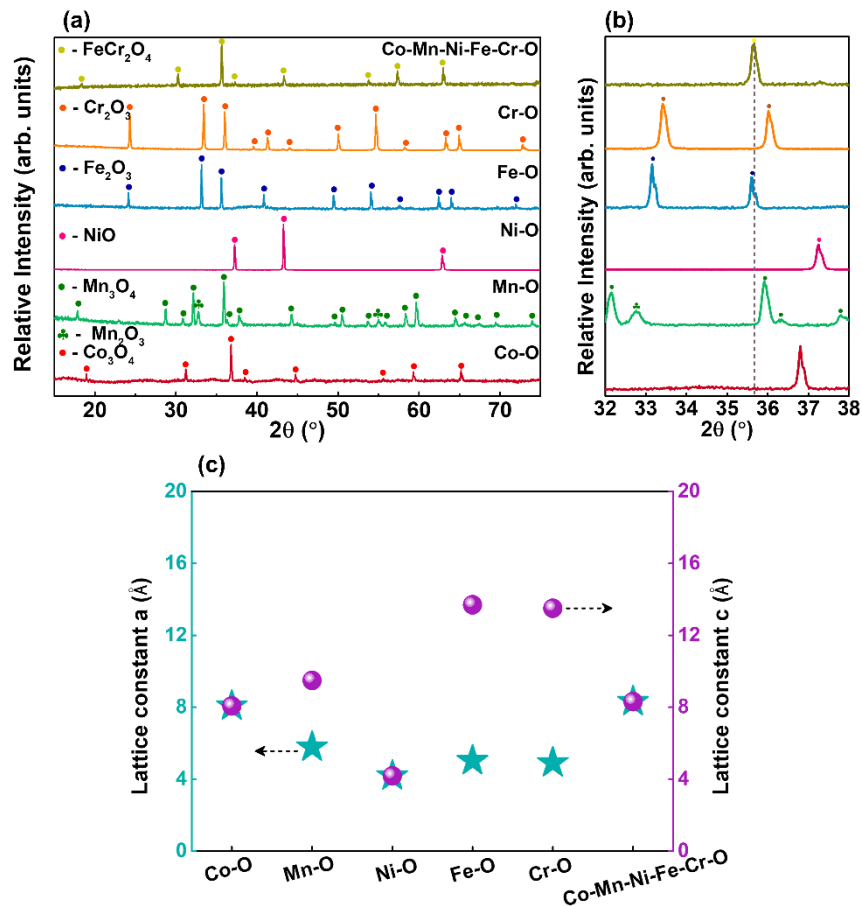 (a)
(b)
Relative Intensity (arb. units)
- FeCr₂O₄
Co-Mn-Ni-Fe-Cr-O
- Cr₂O₃
Cr-O
- Fe₂O₃
Fe-O
- NiO
Ni-O
- Mn₃O₄
Mn-O
- Mn₂O₃
- Co₃O₄
Co-O
20 30 40 50 60 70
2θ (°)
Relative Intensity (arb. units)
32 33 34 35 36 37 38
2θ (°)
(c)
Lattice constant a (Å)
20
16
12
8
4
0
20
16
12
8
4
0
Lattice constant c (Å)
Co-O Mn-O Ni-O Fe-O Cr-O Co-Mn-Ni-Fe-Cr-O